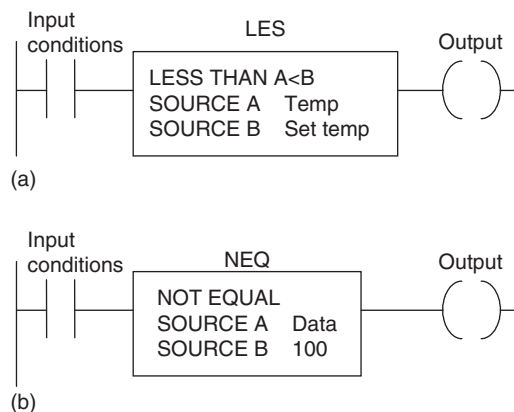 Input
conditions
LES
Output
LESS THAN A<B
SOURCE A Temp
SOURCE B Set temp
(a)
Input
conditions
NEQ
Output
NOT EQUAL
SOURCE A Data
SOURCE B 100
(b)